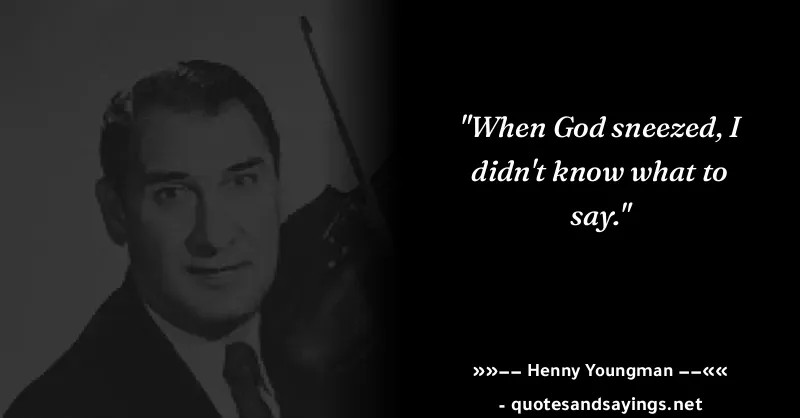 "When God sneezed, I
didn't know what to
say."
»»−− Henny Youngman −−««
- quotesandsayings.net